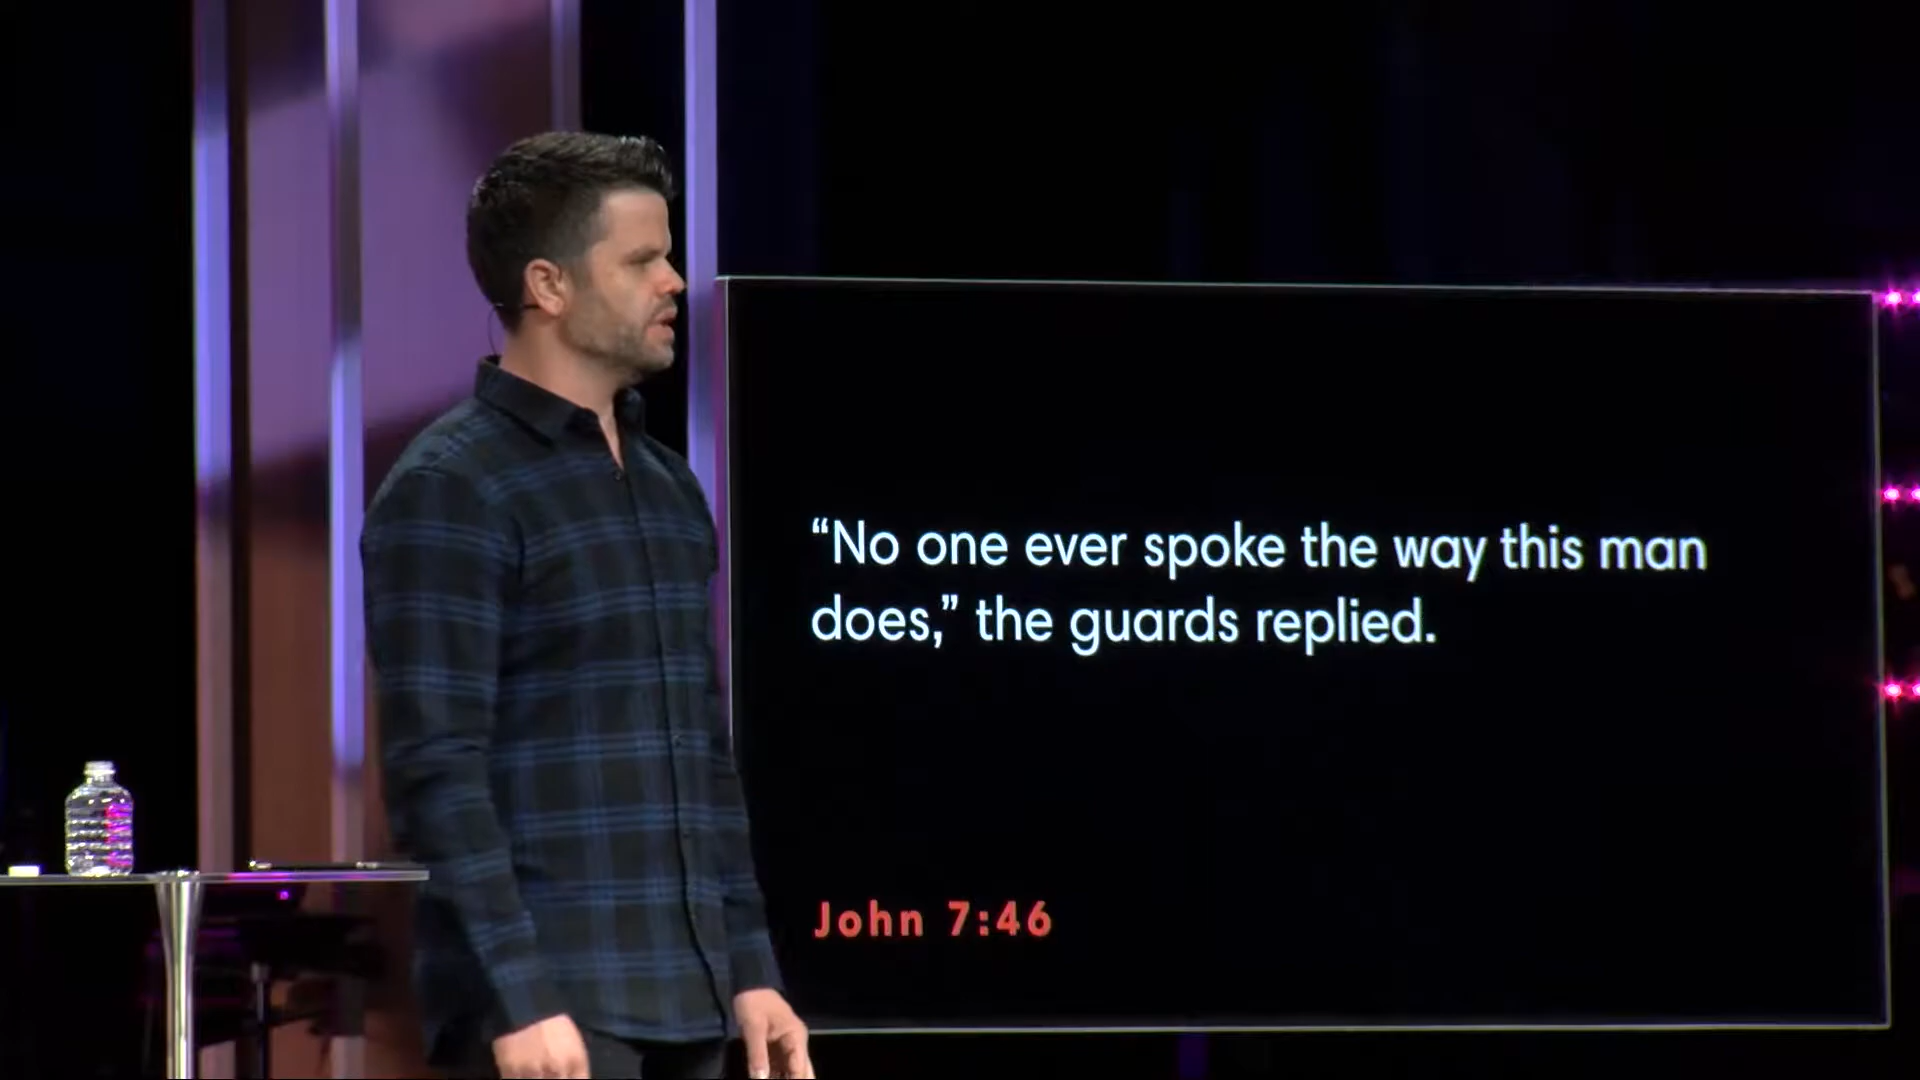 “No one ever spoke the way this man
does,” the guards replied.
John 7:46